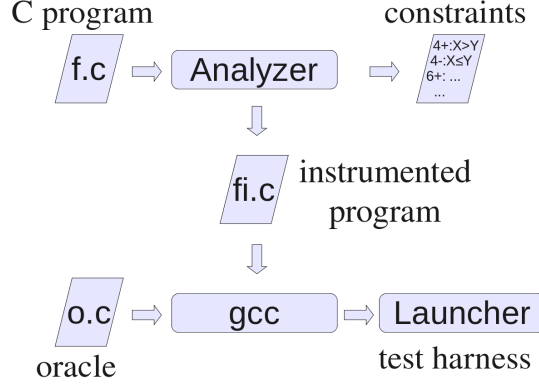 C program
constraints
f.c
Analyzer
4+:X>Y
4-:X≤Y
6+: ...
...
fi.c
instrumented
program
o.c
gcc
Launcher
oracle
test harness